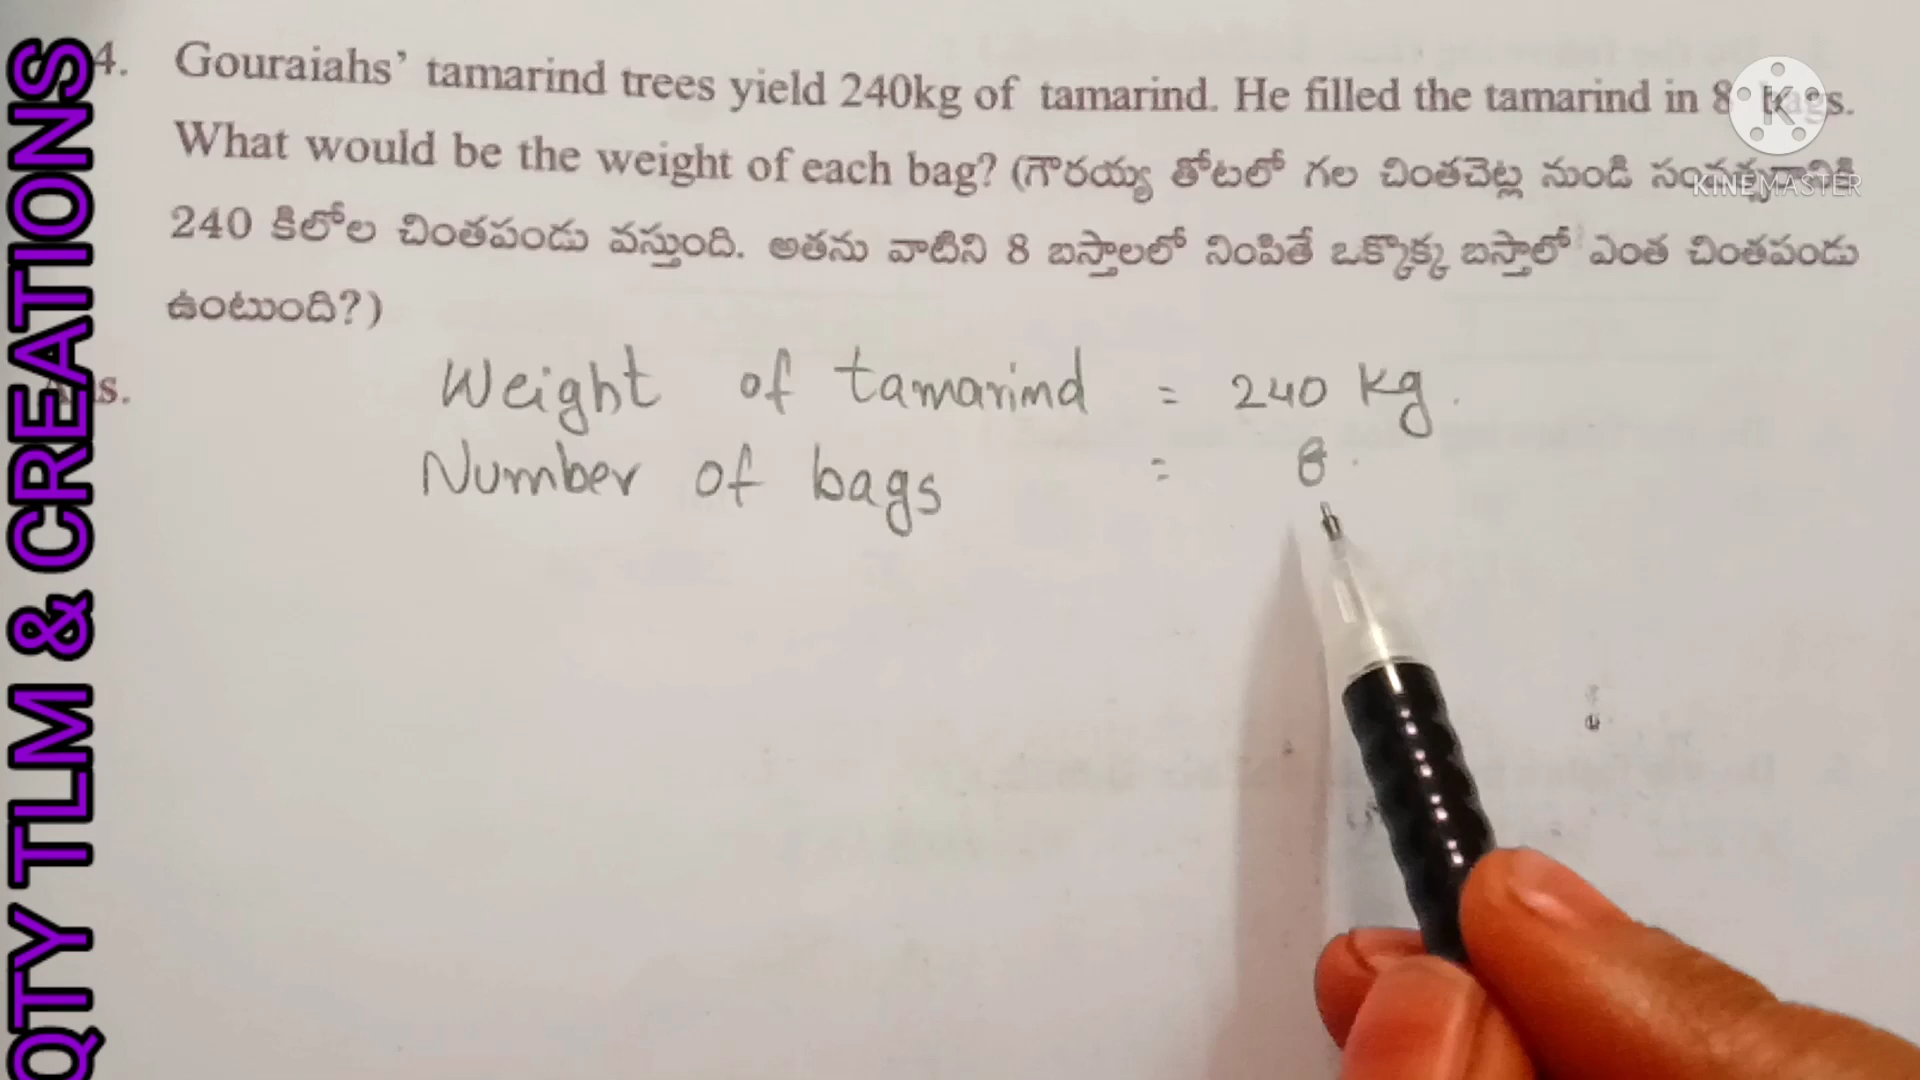 4. Gouraiahs' tamarind trees yield 240kg of tamarind. He filled the tamarind in 8 bags.
What would be the weight of each bag? (గౌరయ్య తోటలో గల చింతచెట్ల నుండి
240 కిలోల చింతపండు వస్తుంది. అతను వాటిని 8 బస్తాలలో నింపితే ఒక్కొక్క బస్తాలో ఎంత చింతపండు
ఉంటుంది?)
Ans. Weight of tamarind = 240 kg.
Number of bags = 8.
K
KINEMASTER
QTY TLM & CREATIONS